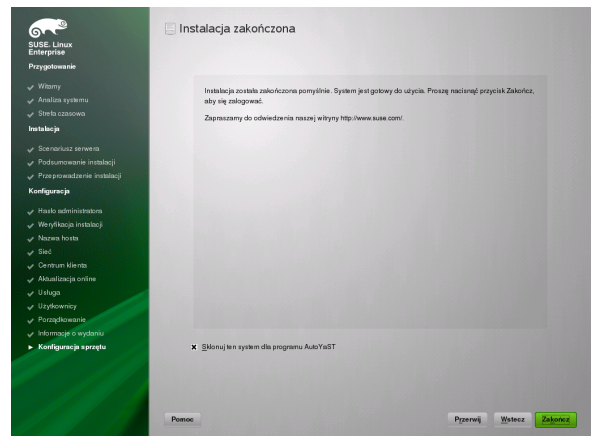 SUSE. Linux
Enterprise
Przygotowanie
Witamy
Analiza systemu
Strefa czasowa
Instalacja
Scenariusz serwera
Podsumowanie instalacji
Przeprowadzenie instalacji
Konfiguracja
Hasło administratora
Weryfikacja instalacji
Nazwa hosta
Sieć
Centrum klienta
Aktualizacja online
Usługa
Użytkownicy
Porządkowanie
Informacje o wydaniu
Konfiguracja sprzętu
Instalacja zakończona
Instalacja została zakończona pomyślnie. System jest gotowy do użycia. Proszę nacisnąć przycisk Zakończ,
aby się zalogować.
Zapraszamy do odwiedzenia naszej witryny http://www.suse.com/.
Sklonuj ten system dla programu AutoYaST
Pomoc
Przerwij
Wstecz
Zakończ